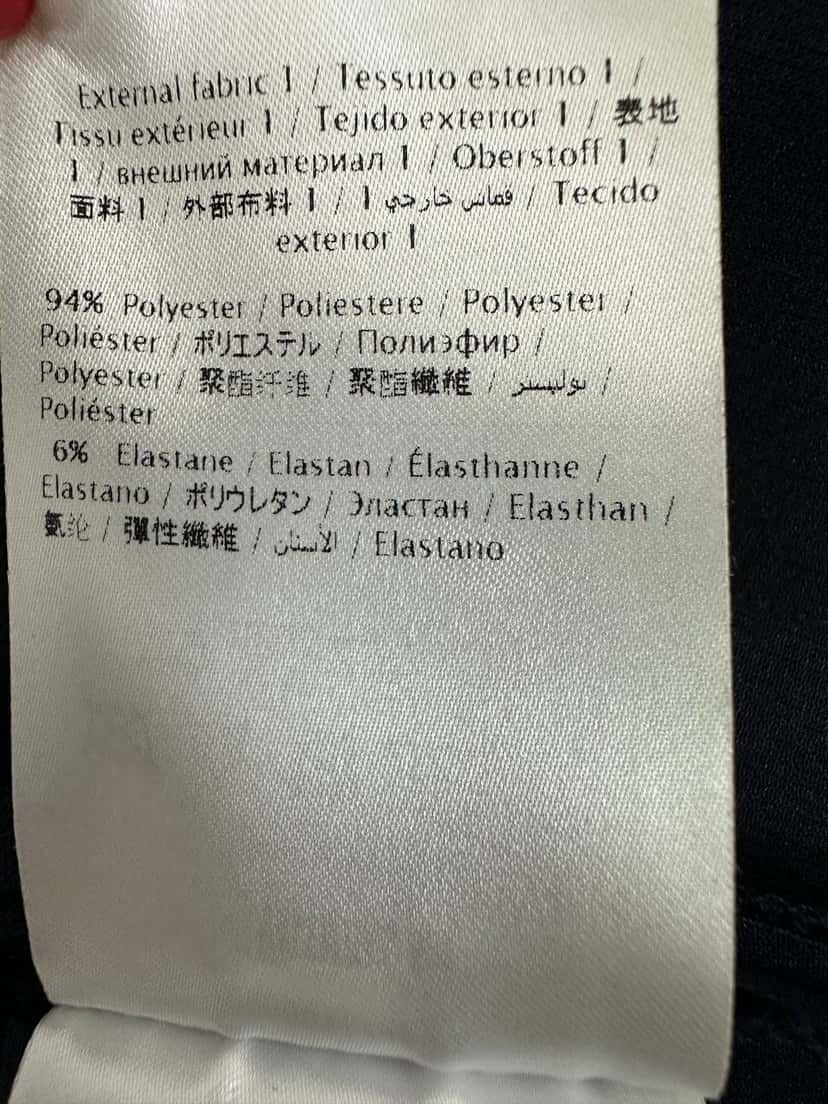 External fabric 1 / Tessuto esterno 1 /
Tissu extérieur 1 / Tejido exterior 1 / 表地
1 / внешний материал 1 / Oberstoff 1 /
面料 1 / 外部布料 1 / قماس خارجي 1 / Tecido
exterior 1
94% Polyester / Poliestere / Polyester /
Poliéster / ポリエステル / Полиэфир /
Polyester / 聚酯纤维 / 聚酯纖維 / بوليستر /
Poliéster
6% Elastane / Elastan / Élasthanne /
Elastano / ポリウレタン / Эластан / Elasthan /
氨纶 / 彈性纖維 / الأستان / Elastano